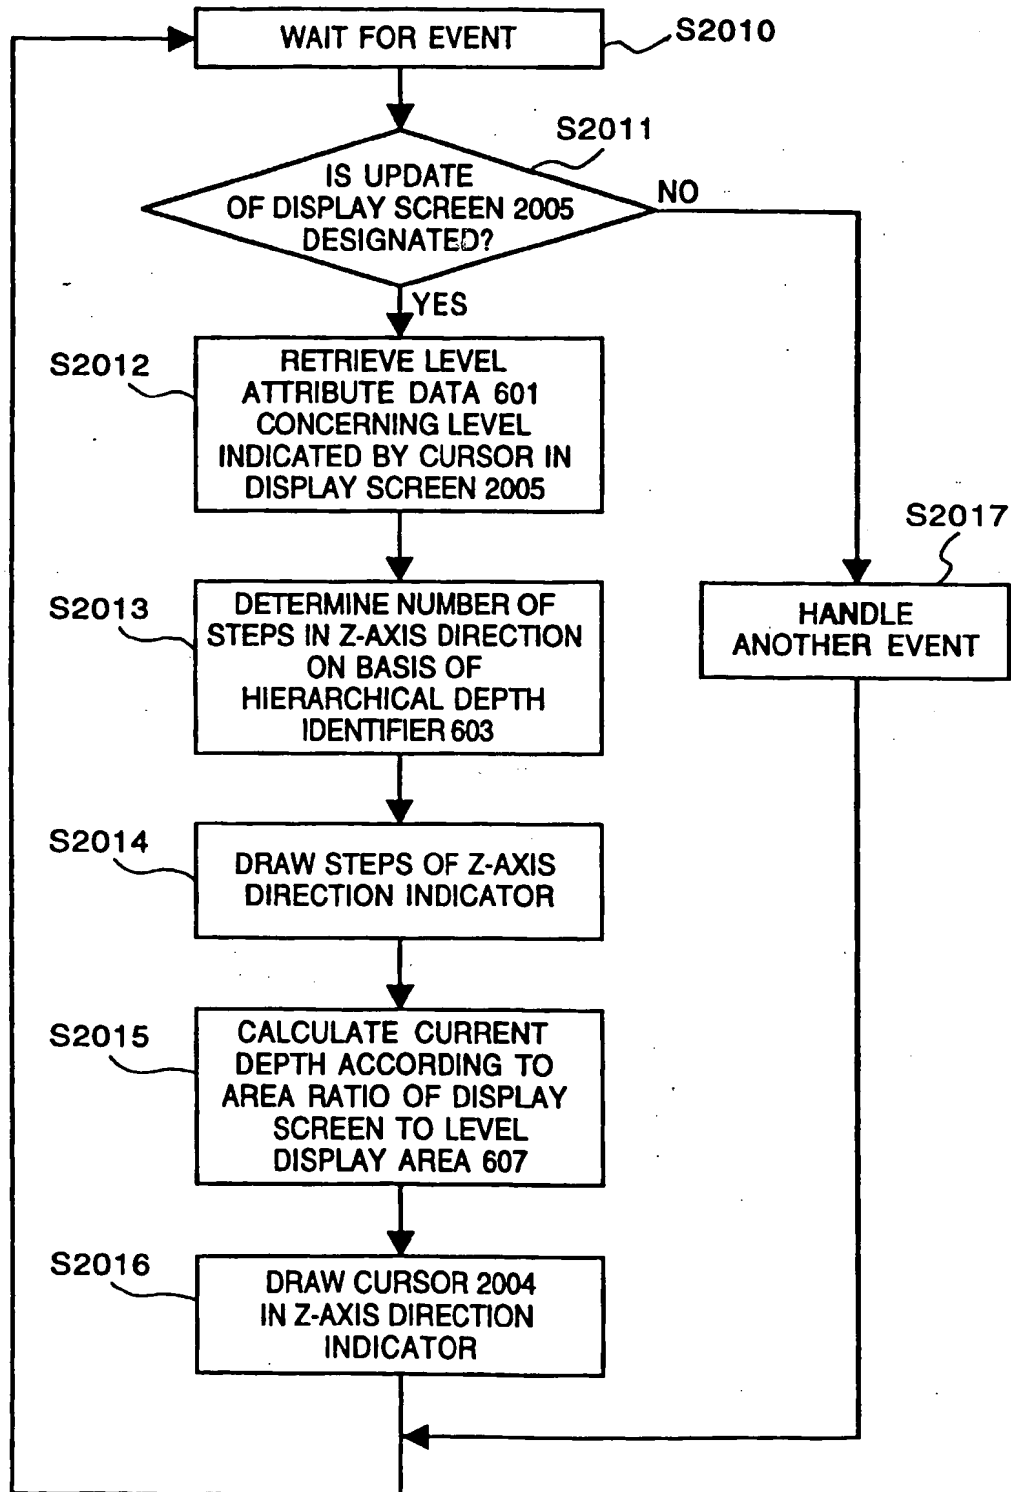 WAIT FOR EVENT
S2010
S2011
IS UPDATE
OF DISPLAY SCREEN 2005
DESIGNATED?
NO
YES
S2012
RETRIEVE LEVEL
ATTRIBUTE DATA 601
CONCERNING LEVEL
INDICATED BY CURSOR IN
DISPLAY SCREEN 2005
S2017
HANDLE
ANOTHER EVENT
S2013
DETERMINE NUMBER OF
STEPS IN Z-AXIS DIRECTION
ON BASIS OF
HIERARCHICAL DEPTH
IDENTIFIER 603
S2014
DRAW STEPS OF Z-AXIS
DIRECTION INDICATOR
S2015
CALCULATE CURRENT
DEPTH ACCORDING TO
AREA RATIO OF DISPLAY
SCREEN TO LEVEL
DISPLAY AREA 607
S2016
DRAW CURSOR 2004
IN Z-AXIS DIRECTION
INDICATOR